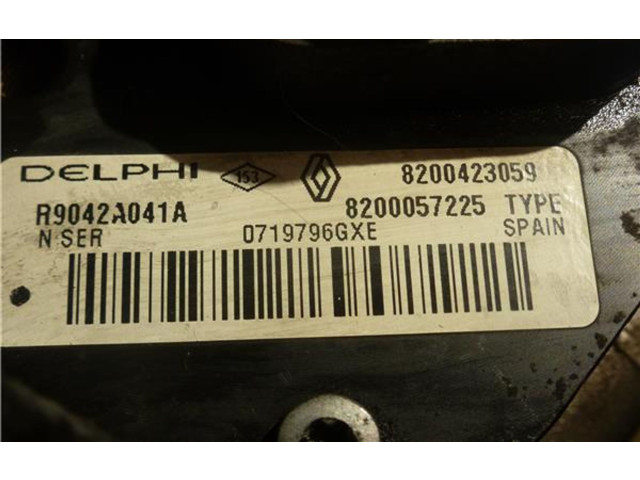 DELPHI 153 8200423059
R9042A041A 8200057225 TYPE
N SER 0719796GXE SPAIN